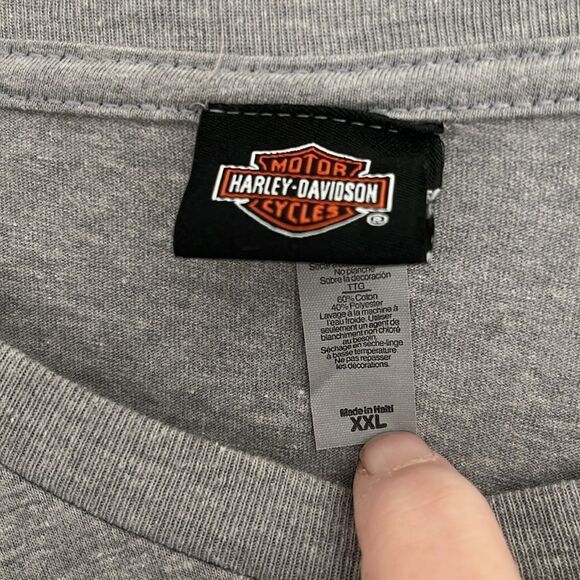 MOTOR
HARLEY-DAVIDSON
CYCLES
®
No planche
Sobre la decoración
TTG
60% Coton
40% Polyester
Lavage à la machine à
l'eau froide. Utiliser
seulement un agent de
blanchiment non chloré
au besoin.
Séchage en sèche-linge
à basse température
Ne pas repasser
les décorations.
Made in Haiti
XXL